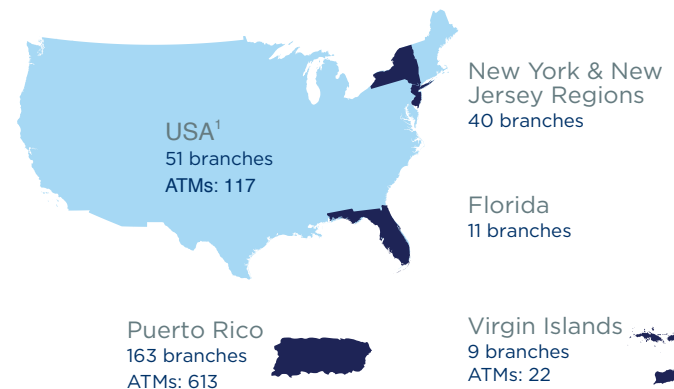 New York & New
Jersey Regions
40 branches
USA¹
51 branches
ATMs: 117
Florida
11 branches
Puerto Rico
163 branches
ATMs: 613
Virgin Islands
9 branches
ATMs: 22